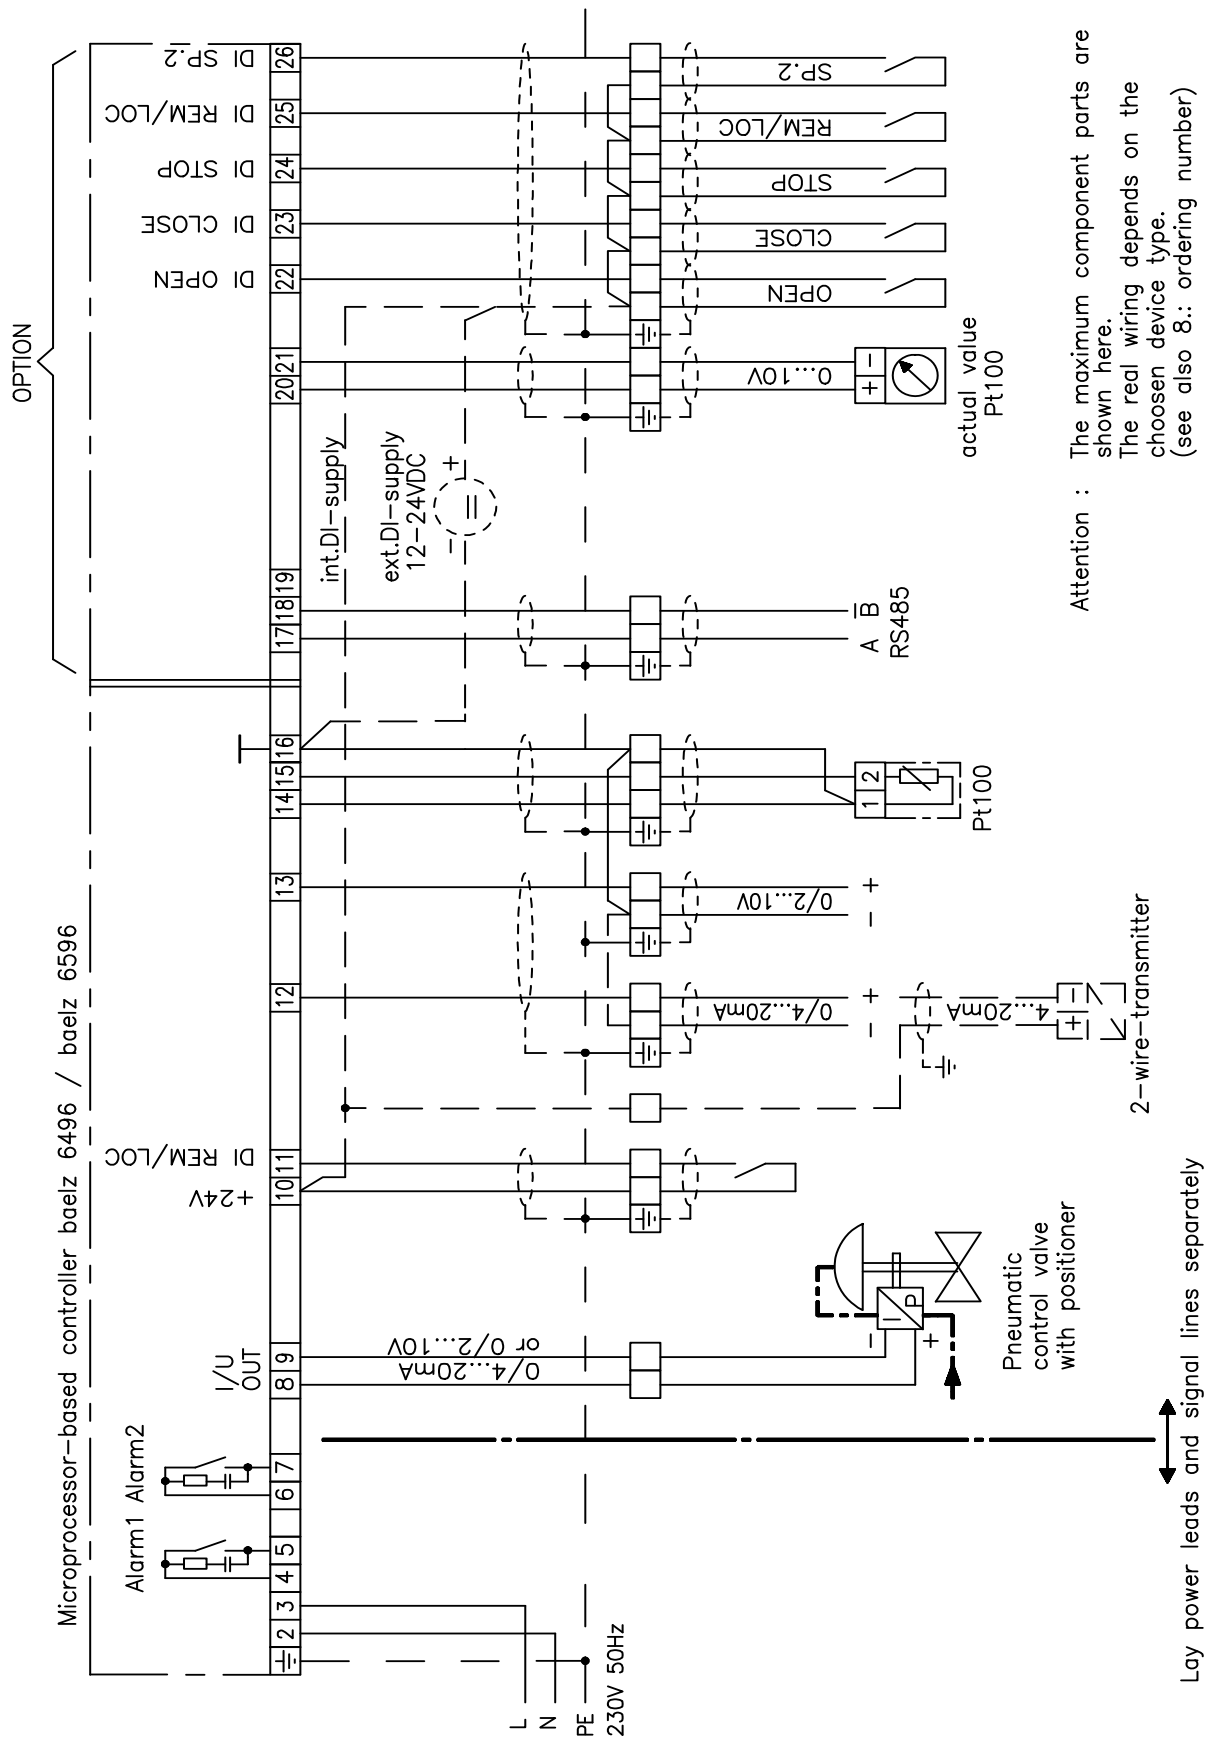 Microprocessor-based controller baelz 6496 / baelz 6596
OPTION
Alarm1 Alarm2
I/U
OUT
+24V
DI REM/LOC
DI OPEN
DI CLOSE
DI STOP
DI REM/LOC
DI SP.2
2 3 4 5 6 7 8 9 10 11 12 13 14 15 16 17 18 19 20 21 22 23 24 25 26
int.DI-supply
ext.DI-supply
12-24VDC
- +
0/4...20mA
or 0/2...10V
L
N
PE
230V 50Hz
0/4...20mA
- +
0/2...10V
- +
4...20mA
+ -
2-wire-transmitter
1 2
Pt100
A B
RS485
0...10V
+ -
actual value
Pt100
OPEN
CLOSE
STOP
REM/LOC
SP.2
I
P
+ -
Pneumatic
control valve
with positioner
Attention : The maximum component parts are
shown here.
The real wiring depends on the
choosen device type.
(see also 8.: ordering number)
Lay power leads and signal lines separately